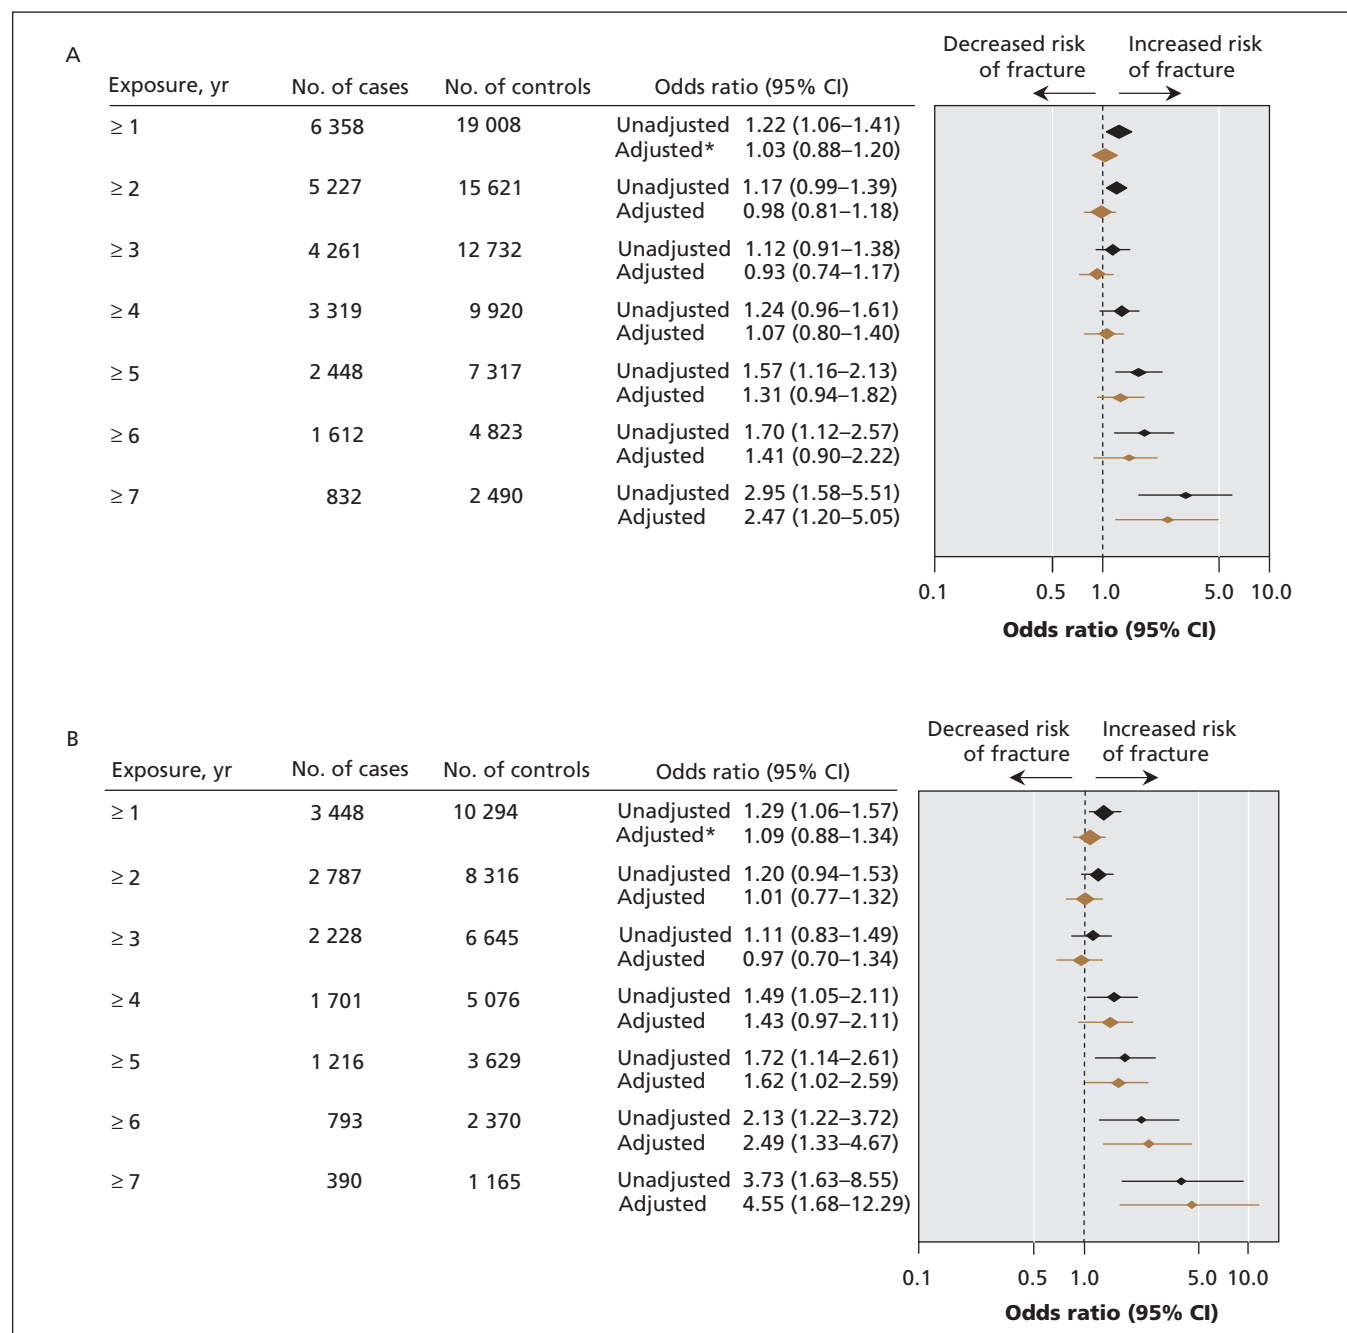 A
Decreased risk of fracture
Increased risk of fracture
Exposure, yr No. of cases No. of controls Odds ratio (95% CI)
≥ 1 6 358 19 008 Unadjusted 1.22 (1.06–1.41)
Adjusted* 1.03 (0.88–1.20)
≥ 2 5 227 15 621 Unadjusted 1.17 (0.99–1.39)
Adjusted 0.98 (0.81–1.18)
≥ 3 4 261 12 732 Unadjusted 1.12 (0.91–1.38)
Adjusted 0.93 (0.74–1.17)
≥ 4 3 319 9 920 Unadjusted 1.24 (0.96–1.61)
Adjusted 1.07 (0.80–1.40)
≥ 5 2 448 7 317 Unadjusted 1.57 (1.16–2.13)
Adjusted 1.31 (0.94–1.82)
≥ 6 1 612 4 823 Unadjusted 1.70 (1.12–2.57)
Adjusted 1.41 (0.90–2.22)
≥ 7 832 2 490 Unadjusted 2.95 (1.58–5.51)
Adjusted 2.47 (1.20–5.05)
0.1 0.5 1.0 5.0 10.0
Odds ratio (95% CI)
B
Decreased risk of fracture
Increased risk of fracture
Exposure, yr No. of cases No. of controls Odds ratio (95% CI)
≥ 1 3 448 10 294 Unadjusted 1.29 (1.06–1.57)
Adjusted* 1.09 (0.88–1.34)
≥ 2 2 787 8 316 Unadjusted 1.20 (0.94–1.53)
Adjusted 1.01 (0.77–1.32)
≥ 3 2 228 6 645 Unadjusted 1.11 (0.83–1.49)
Adjusted 0.97 (0.70–1.34)
≥ 4 1 701 5 076 Unadjusted 1.49 (1.05–2.11)
Adjusted 1.43 (0.97–2.11)
≥ 5 1 216 3 629 Unadjusted 1.72 (1.14–2.61)
Adjusted 1.62 (1.02–2.59)
≥ 6 793 2 370 Unadjusted 2.13 (1.22–3.72)
Adjusted 2.49 (1.33–4.67)
≥ 7 390 1 165 Unadjusted 3.73 (1.63–8.55)
Adjusted 4.55 (1.68–12.29)
0.1 0.5 1.0 5.0 10.0
Odds ratio (95% CI)